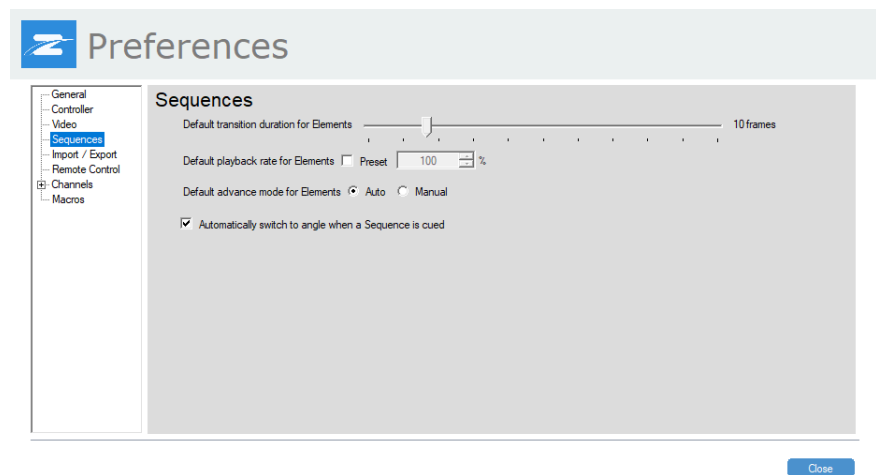 Preferences
General
Controller
Video
Sequences
Import / Export
Remote Control
Channels
Macros
Sequences
Default transition duration for Elements 10 frames
Default playback rate for Elements Preset 100 %
Default advance mode for Elements Auto Manual
Automatically switch to angle when a Sequence is cued
Close